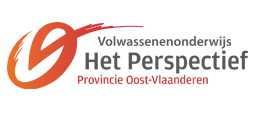 Volwassenenonderwijs
Het Perspectief
Provincie Oost-Vlaanderen